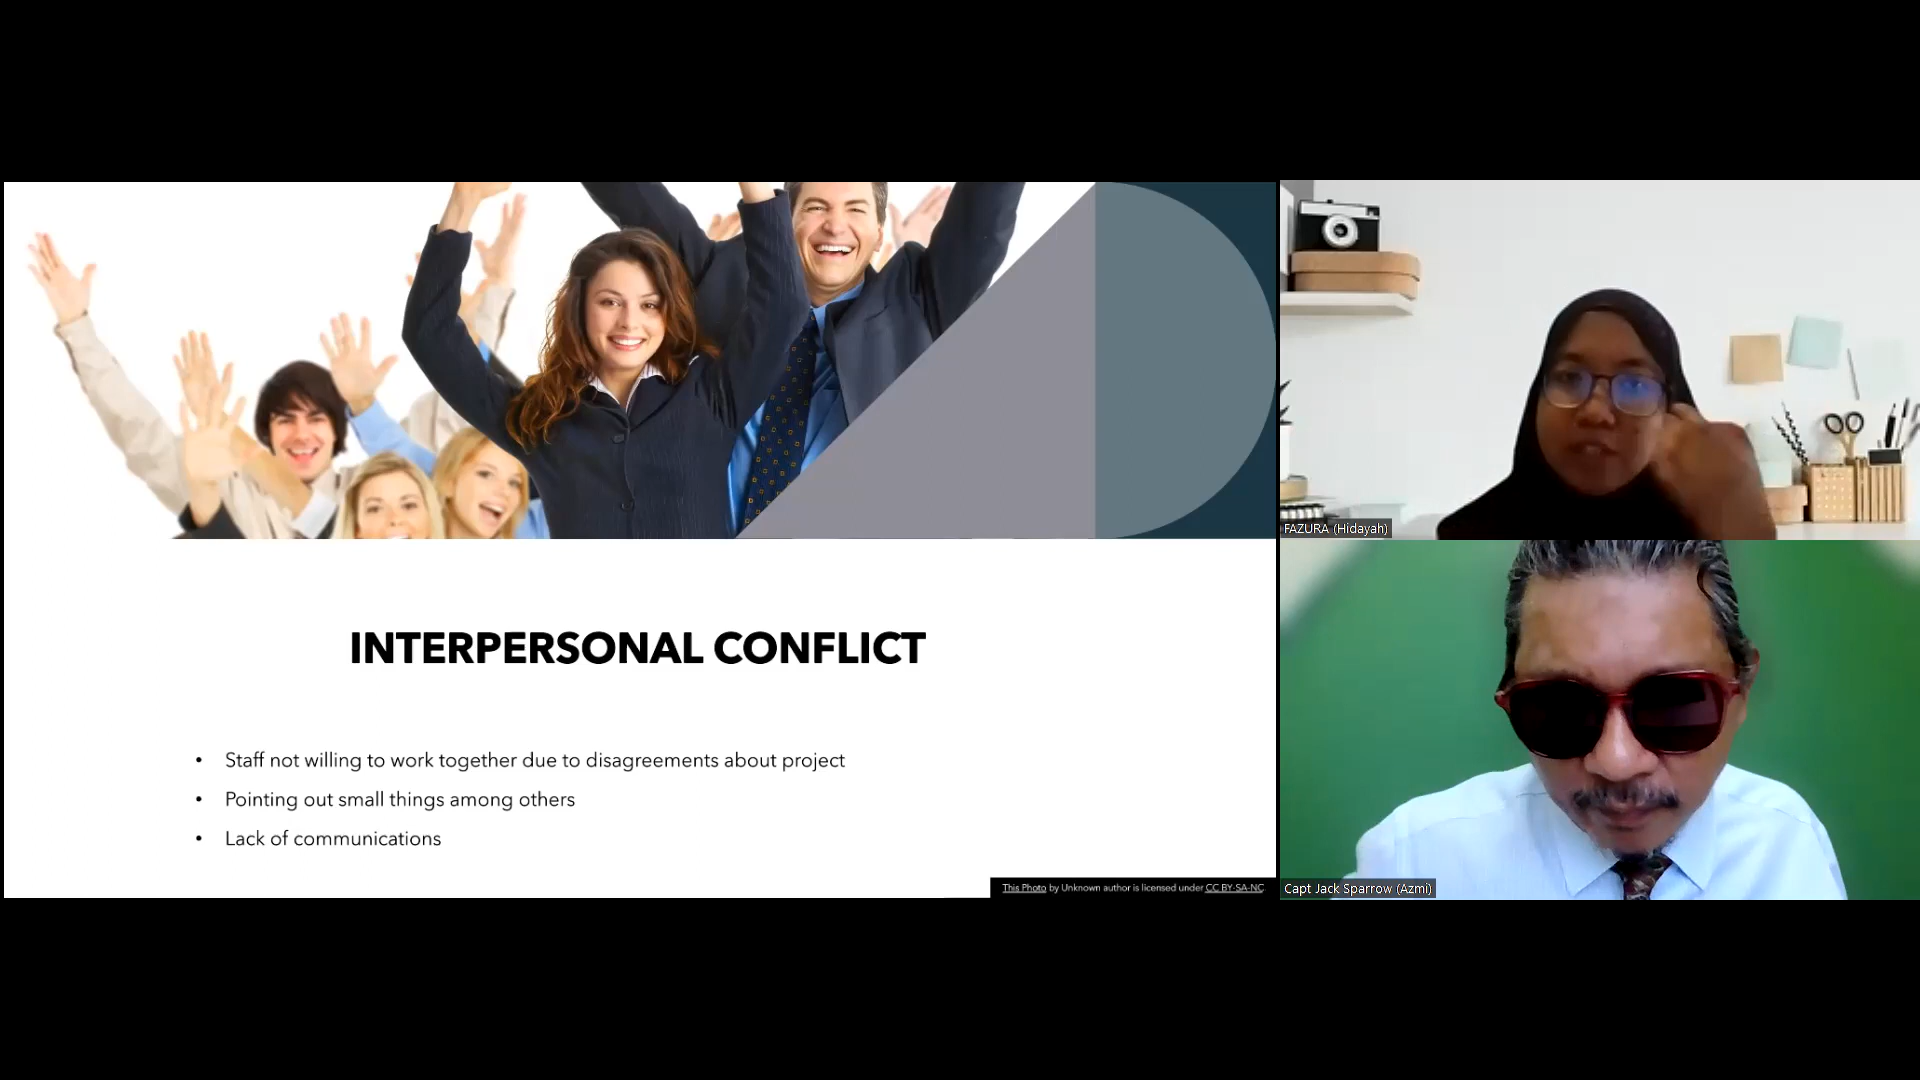 INTERPERSONAL CONFLICT
• Staff not willing to work together due to disagreements about project
• Pointing out small things among others
• Lack of communications
This Photo by Unknown author is licensed under CC BY-SA-NC.
FAZURA (Hidayah)
Capt Jack Sparrow (Azmi)